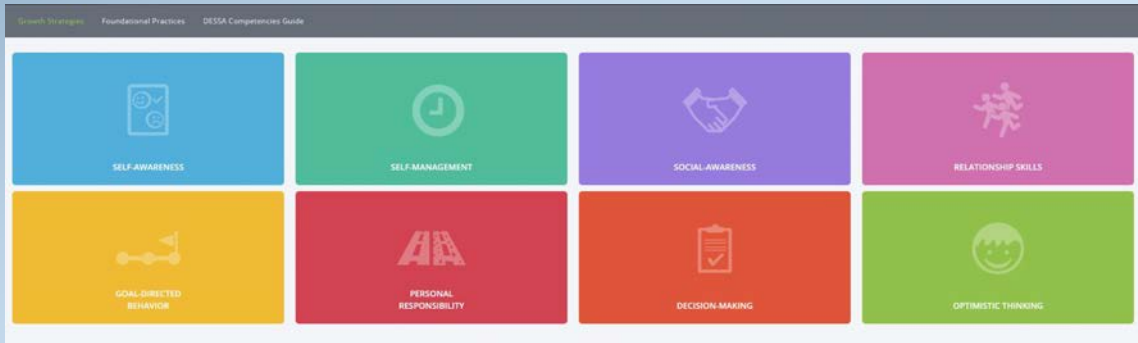 Growth Strategies Foundational Practices DESSA Competencies Guide
SELF-AWARENESS
SELF-MANAGEMENT
SOCIAL-AWARENESS
RELATIONSHIP SKILLS
GOAL-DIRECTED
BEHAVIOR
PERSONAL
RESPONSIBILITY
DECISION-MAKING
OPTIMISTIC THINKING